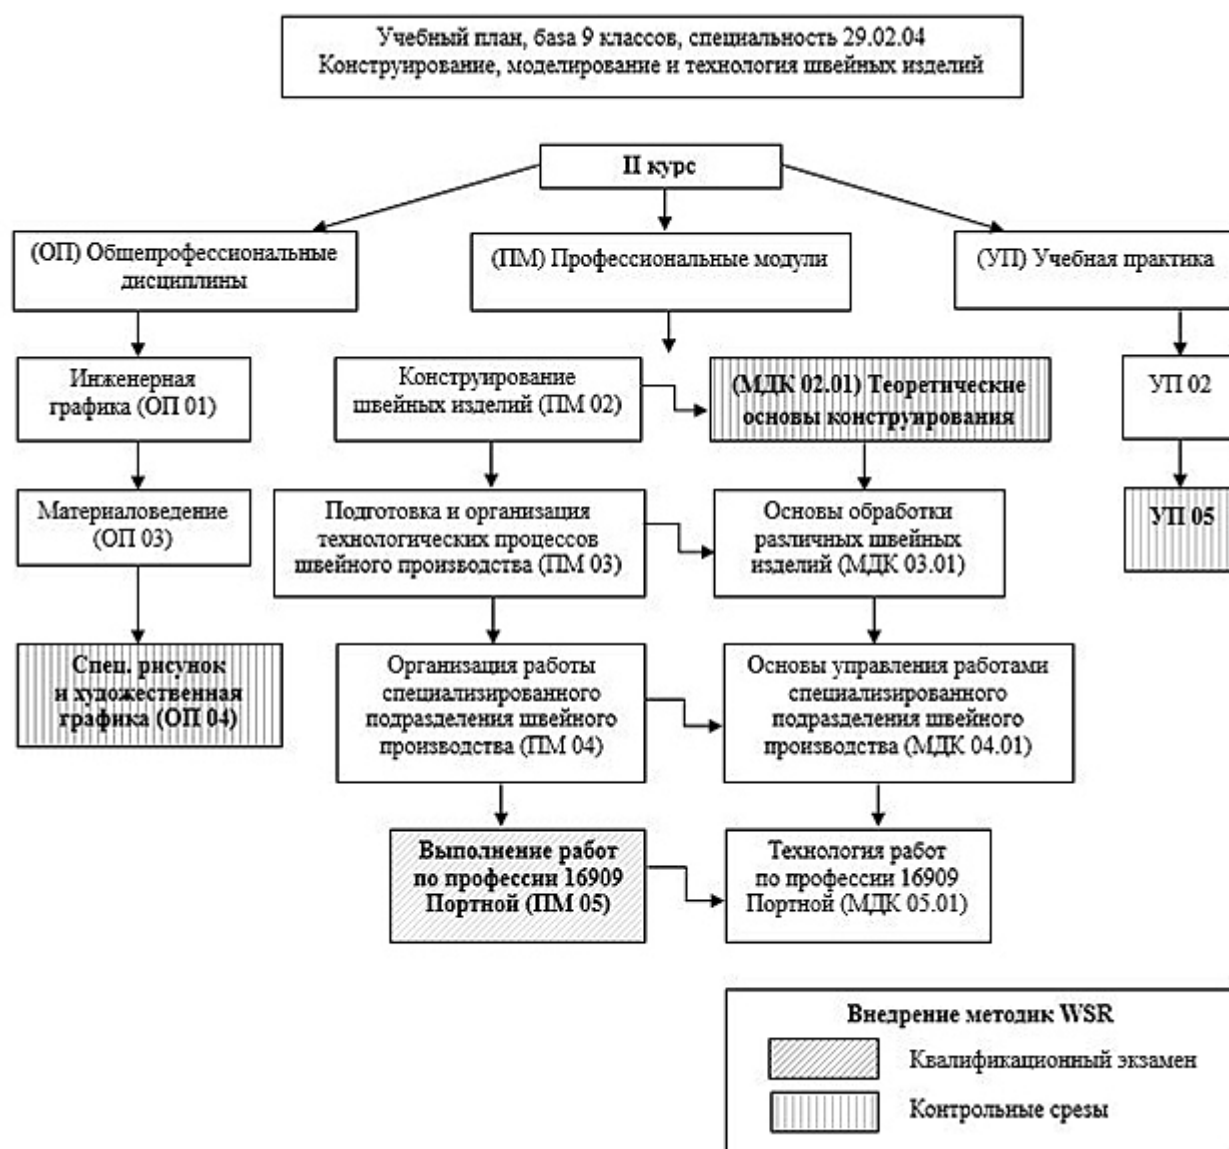 Учебный план, база 9 классов, специальность 29.02.04
Конструирование, моделирование и технология швейных изделий
II курс
(ОП) Общепрофессиональные
дисциплины
(ПМ) Профессиональные модули
(УП) Учебная практика
Инженерная
графика (ОП 01)
Конструирование
швейных изделий (ПМ 02)
(МДК 02.01) Теоретические
основы конструирования
УП 02
Материаловедение
(ОП 03)
Подготовка и организация
технологических процессов
швейного производства (ПМ 03)
Основы обработки
различных швейных
изделий (МДК 03.01)
УП 05
Спец. рисунок
и художественная
графика (ОП 04)
Организация работы
специализированного
подразделения швейного
производства (ПМ 04)
Основы управления работами
специализированного
подразделения швейного
производства (МДК 04.01)
Выполнение работ
по профессии 16909
Портной (ПМ 05)
Технология работ
по профессии 16909
Портной (МДК 05.01)
Внедрение методик WSR
Квалификационный экзамен
Контрольные срезы